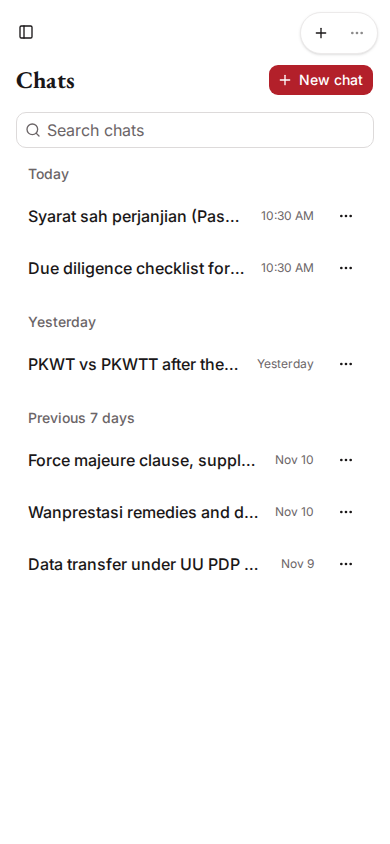 Chats
New chat
Search chats
Today
Syarat sah perjanjian (Pas... 10:30 AM
Due diligence checklist for... 10:30 AM
Yesterday
PKWT vs PKWTT after the... Yesterday
Previous 7 days
Force majeure clause, suppl... Nov 10
Wanprestasi remedies and d... Nov 10
Data transfer under UU PDP ... Nov 9